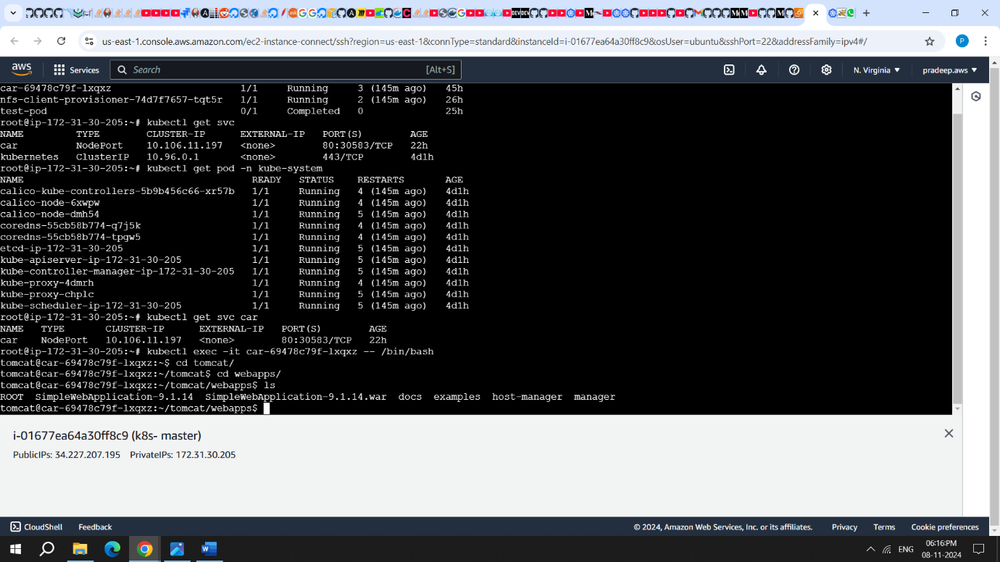 us-east-1.console.aws.amazon.com/ec2-instance-connect/ssh?region=us-east-1&connType=standard&instanceId=i-01677ea64a30ff8c9&osUser=ubuntu&sshPort=22&addressFamily=ipv4#/
P
aws Services Search [Alt+S] N. Virginia pradeep.aws
car-69478c79f-lxqxz 1/1 Running 3 (145m ago) 45h
nfs-client-provisioner-74d7f7657-tqt5r 1/1 Running 2 (145m ago) 26h
test-pod 0/1 Completed 0 25h
root@ip-172-31-30-205:~# kubectl get svc
NAME TYPE CLUSTER-IP EXTERNAL-IP PORT(S) AGE
car NodePort 10.106.11.197 <none> 80:30583/TCP 22h
kubernetes ClusterIP 10.96.0.1 <none> 443/TCP 4d1h
root@ip-172-31-30-205:~# kubectl get pod -n kube-system
NAME READY STATUS RESTARTS AGE
calico-kube-controllers-5b9b456c66-xr57b 1/1 Running 4 (145m ago) 4d1h
calico-node-6xwpw 1/1 Running 4 (145m ago) 4d1h
calico-node-dmh54 1/1 Running 5 (145m ago) 4d1h
coredns-55cb58b774-q7j5k 1/1 Running 4 (145m ago) 4d1h
coredns-55cb58b774-tpgw5 1/1 Running 4 (145m ago) 4d1h
etcd-ip-172-31-30-205 1/1 Running 5 (145m ago) 4d1h
kube-apiserver-ip-172-31-30-205 1/1 Running 5 (145m ago) 4d1h
kube-controller-manager-ip-172-31-30-205 1/1 Running 5 (145m ago) 4d1h
kube-proxy-4dmrh 1/1 Running 4 (145m ago) 4d1h
kube-proxy-chplc 1/1 Running 5 (145m ago) 4d1h
kube-scheduler-ip-172-31-30-205 1/1 Running 5 (145m ago) 4d1h
root@ip-172-31-30-205:~# kubectl get svc car
NAME TYPE CLUSTER-IP EXTERNAL-IP PORT(S) AGE
car NodePort 10.106.11.197 <none> 80:30583/TCP 22h
root@ip-172-31-30-205:~# kubectl exec -it car-69478c79f-lxqxz -- /bin/bash
tomcat@car-69478c79f-lxqxz:~$ cd tomcat/
tomcat@car-69478c79f-lxqxz:~/tomcat$ cd webapps/
tomcat@car-69478c79f-lxqxz:~/tomcat/webapps$ ls
ROOT SimpleWebApplication-9.1.14 SimpleWebApplication-9.1.14.war docs examples host-manager manager
tomcat@car-69478c79f-lxqxz:~/tomcat/webapps$
i-01677ea64a30ff8c9 (k8s- master)
PublicIPs: 34.227.207.195 PrivateIPs: 172.31.30.205
CloudShell Feedback © 2024, Amazon Web Services, Inc. or its affiliates. Privacy Terms Cookie preferences
ENG 06:16:PM
08-11-2024